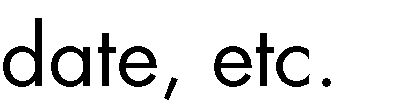 date, etc.